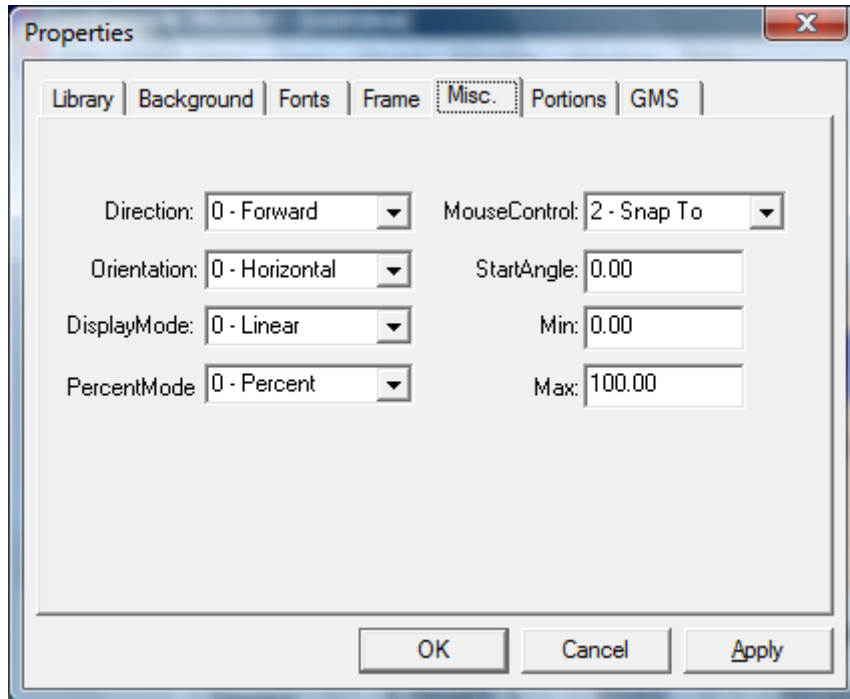 Properties
Library Background Fonts Frame Misc. Portions GMS
Direction: 0 - Forward MouseControl: 2 - Snap To
Orientation: 0 - Horizontal StartAngle: 0.00
DisplayMode: 0 - Linear Min: 0.00
PercentMode 0 - Percent Max: 100.00
OK Cancel Apply